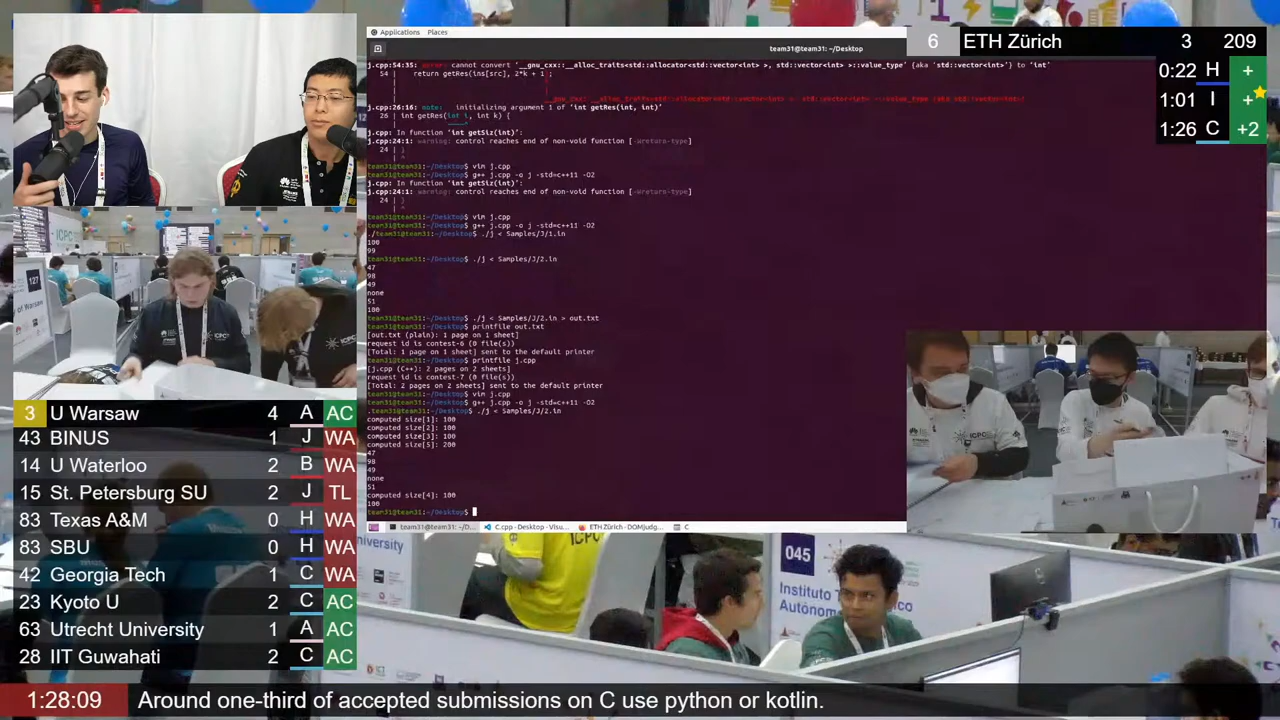 Applications Places
team31@team31: ~/Desktop
j.cpp:54:35: error: cannot convert '__gnu_cxx::__alloc_traits<std::allocator<std::vector<int> >, std::vector<int> >::value_type' (aka 'std::vector<int>') to 'int'
54 | return getRes(ins[src], 2*k + 1);
j.cpp:26:16: note: initializing argument 1 of 'int getRes(int, int)'
26 | int getRes(int i, int k) {
j.cpp: In function 'int getSiz(int)':
j.cpp:24:1: warning: control reaches end of non-void function [-Wreturn-type]
24 | }
team31@team31:~/Desktop$ vim j.cpp
team31@team31:~/Desktop$ g++ j.cpp -o j -std=c++11 -O2
j.cpp: In function 'int getSiz(int)':
j.cpp:24:1: warning: control reaches end of non-void function [-Wreturn-type]
24 | }
team31@team31:~/Desktop$ vim j.cpp
team31@team31:~/Desktop$ g++ j.cpp -o j -std=c++11 -O2
./team31@team31:~/Desktop$ ./j < Samples/J/1.in
100
99
team31@team31:~/Desktop$ ./j < Samples/J/2.in
47
98
49
none
51
100
team31@team31:~/Desktop$ ./j < Samples/J/2.in > out.txt
team31@team31:~/Desktop$ printfile out.txt
[out.txt (plain): 1 page on 1 sheet]
request id is contest-6 (0 file(s))
[Total: 1 page on 1 sheet] sent to the default printer
team31@team31:~/Desktop$ printfile j.cpp
[j.cpp (C++): 2 pages on 2 sheets]
request id is contest-7 (0 file(s))
[Total: 2 pages on 2 sheets] sent to the default printer
team31@team31:~/Desktop$ vim j.cpp
team31@team31:~/Desktop$ g++ j.cpp -o j -std=c++11 -O2
.team31@team31:~/Desktop$ ./j < Samples/J/2.in
computed size[1]: 100
computed size[2]: 100
computed size[3]: 100
computed size[5]: 200
47
98
49
none
51
computed size[4]: 100
100
team31@team31:~/Desktop$
team31@team31: ~/D... C.cpp - Desktop - Visu... ETH Zürich - DOMjudg... C
6 ETH Zürich 3 209
0:22 H +
1:01 I +
1:26 C +2
3 U Warsaw 4 A AC
43 BINUS 1 J WA
14 U Waterloo 2 B WA
15 St. Petersburg SU 2 J TL
83 Texas A&M 0 H WA
83 SBU 0 H WA
42 Georgia Tech 1 C WA
23 Kyoto U 2 C AC
63 Utrecht University 1 A AC
28 IIT Guwahati 2 C AC
icpc
127
of Warsaw
ICPC
University
ICPC
045
Instituto T
Autónom
1:28:09 Around one-third of accepted submissions on C use python or kotlin.